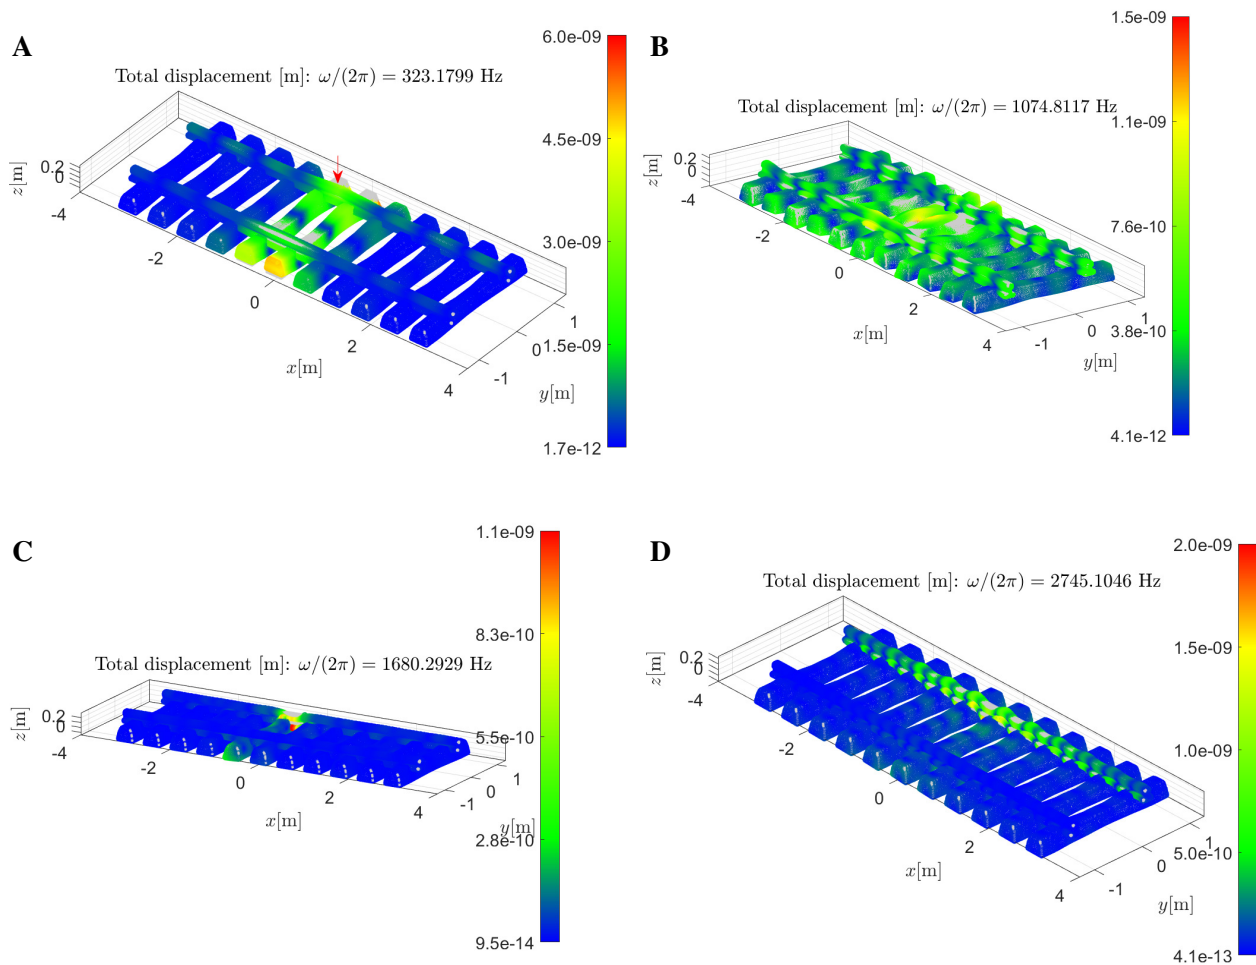 A
Total displacement [m]: ω/(2π) = 323.1799 Hz
6.0e-09
4.5e-09
3.0e-09
1.5e-09
1.7e-12
z[m]
0.2
0
-4
-2
0
2
4
x[m]
1
0
-1
y[m]
B
Total displacement [m]: ω/(2π) = 1074.8117 Hz
1.5e-09
1.1e-09
7.6e-10
3.8e-10
4.1e-12
z[m]
0.2
0
-4
-2
0
2
4
x[m]
1
0
-1
y[m]
C
Total displacement [m]: ω/(2π) = 1680.2929 Hz
1.1e-09
8.3e-10
5.5e-10
2.8e-10
9.5e-14
z[m]
0.2
0
-4
-2
0
2
4
x[m]
1
0
-1
y[m]
D
Total displacement [m]: ω/(2π) = 2745.1046 Hz
2.0e-09
1.5e-09
1.0e-09
5.0e-10
4.1e-13
z[m]
0.2
0
-4
-2
0
2
4
x[m]
1
0
-1
y[m]